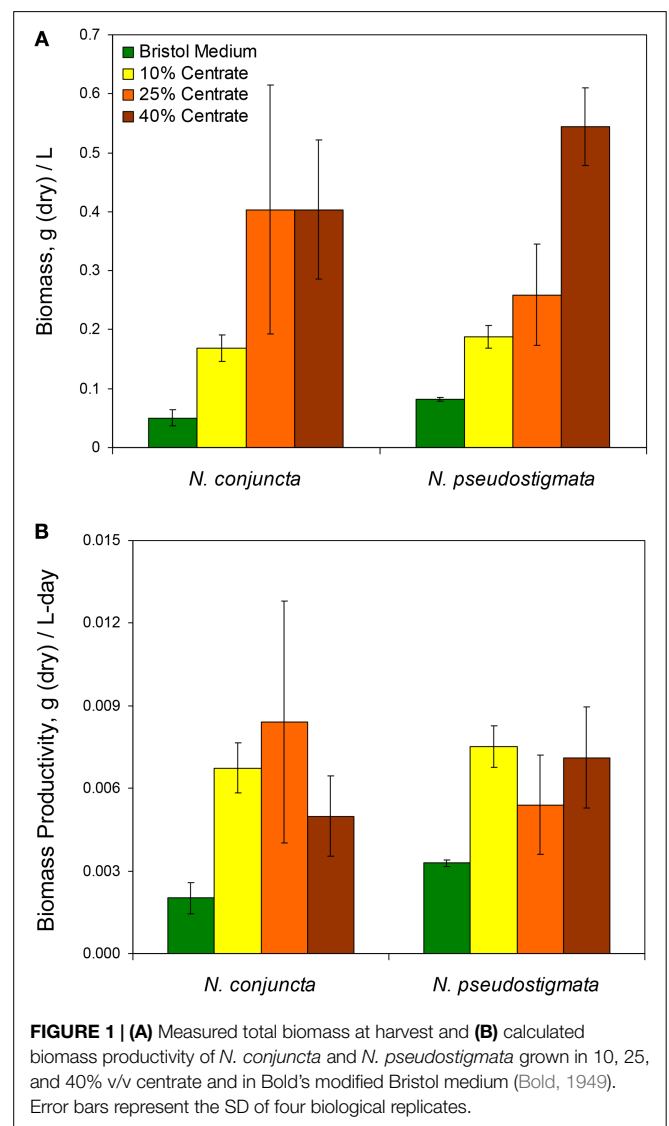 A
0.7
0.6
0.5
0.4
0.3
0.2
0.1
0
Biomass, g (dry) / L
Bristol Medium
10% Centrate
25% Centrate
40% Centrate
N. conjuncta
N. pseudostigmata
B
0.015
0.012
0.009
0.006
0.003
0.000
Biomass Productivity, g (dry) / L-day
N. conjuncta
N. pseudostigmata
FIGURE 1 | (A) Measured total biomass at harvest and (B) calculated
biomass productivity of N. conjuncta and N. pseudostigmata grown in 10, 25,
and 40% v/v centrate and in Bold’s modified Bristol medium (Bold, 1949).
Error bars represent the SD of four biological replicates.